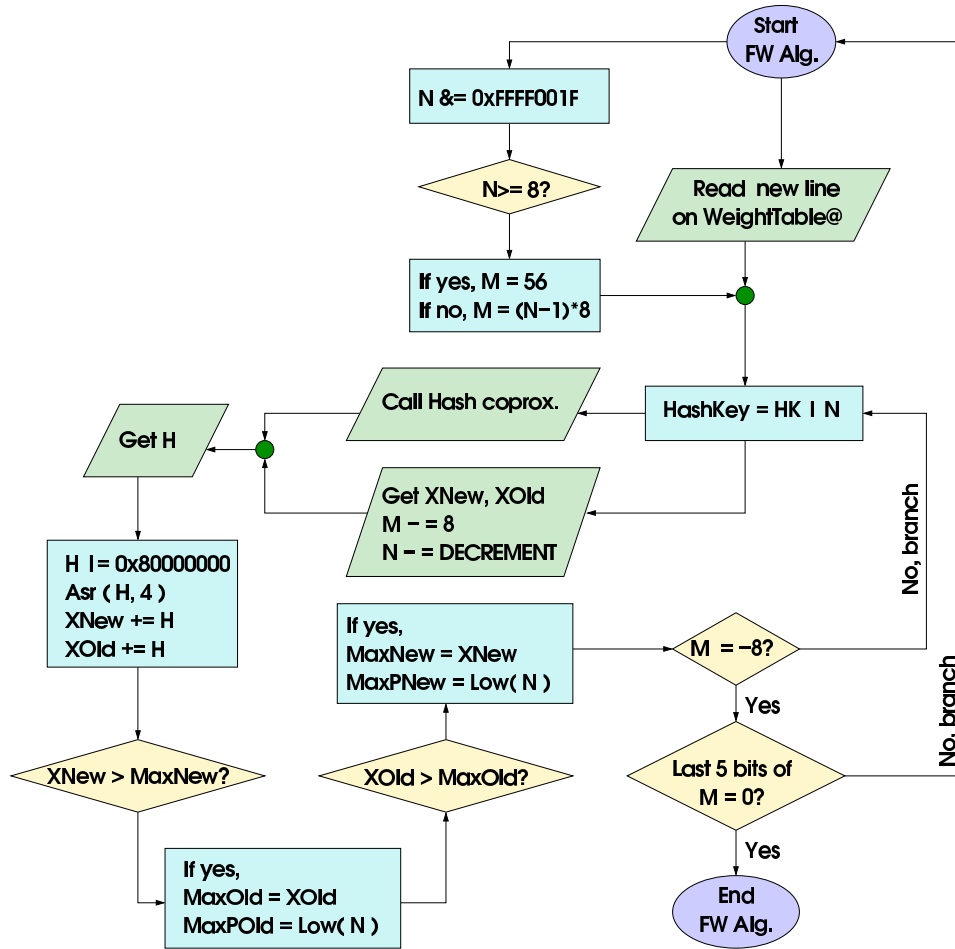 Start
FW Alg.
N &= 0xFFFF001F
N>= 8?
Read new line
on WeightTable@
If yes, M = 56
If no, M = (N−1)*8
Call Hash coprox.
HashKey = HK | N
Get H
Get XNew, XOld
M − = 8
N − = DECREMENT
No, branch
H | = 0x80000000
Asr ( H, 4 )
XNew += H
XOld += H
If yes,
MaxNew = XNew
MaxPNew = Low( N )
M = −8?
Yes
No, branch
XNew > MaxNew?
XOld > MaxOld?
Last 5 bits of
M = 0?
Yes
If yes,
MaxOld = XOld
MaxPOld = Low( N )
End
FW Alg.